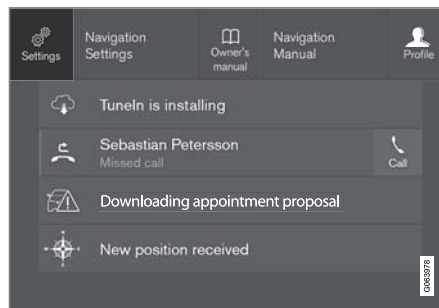 Settings
Navigation
Settings
Owner's
manual
Navigation
Manual
Profile
TuneIn is installing
Sebastian Petersson
Missed call
Call
Downloading appointment proposal
New position received
G063978